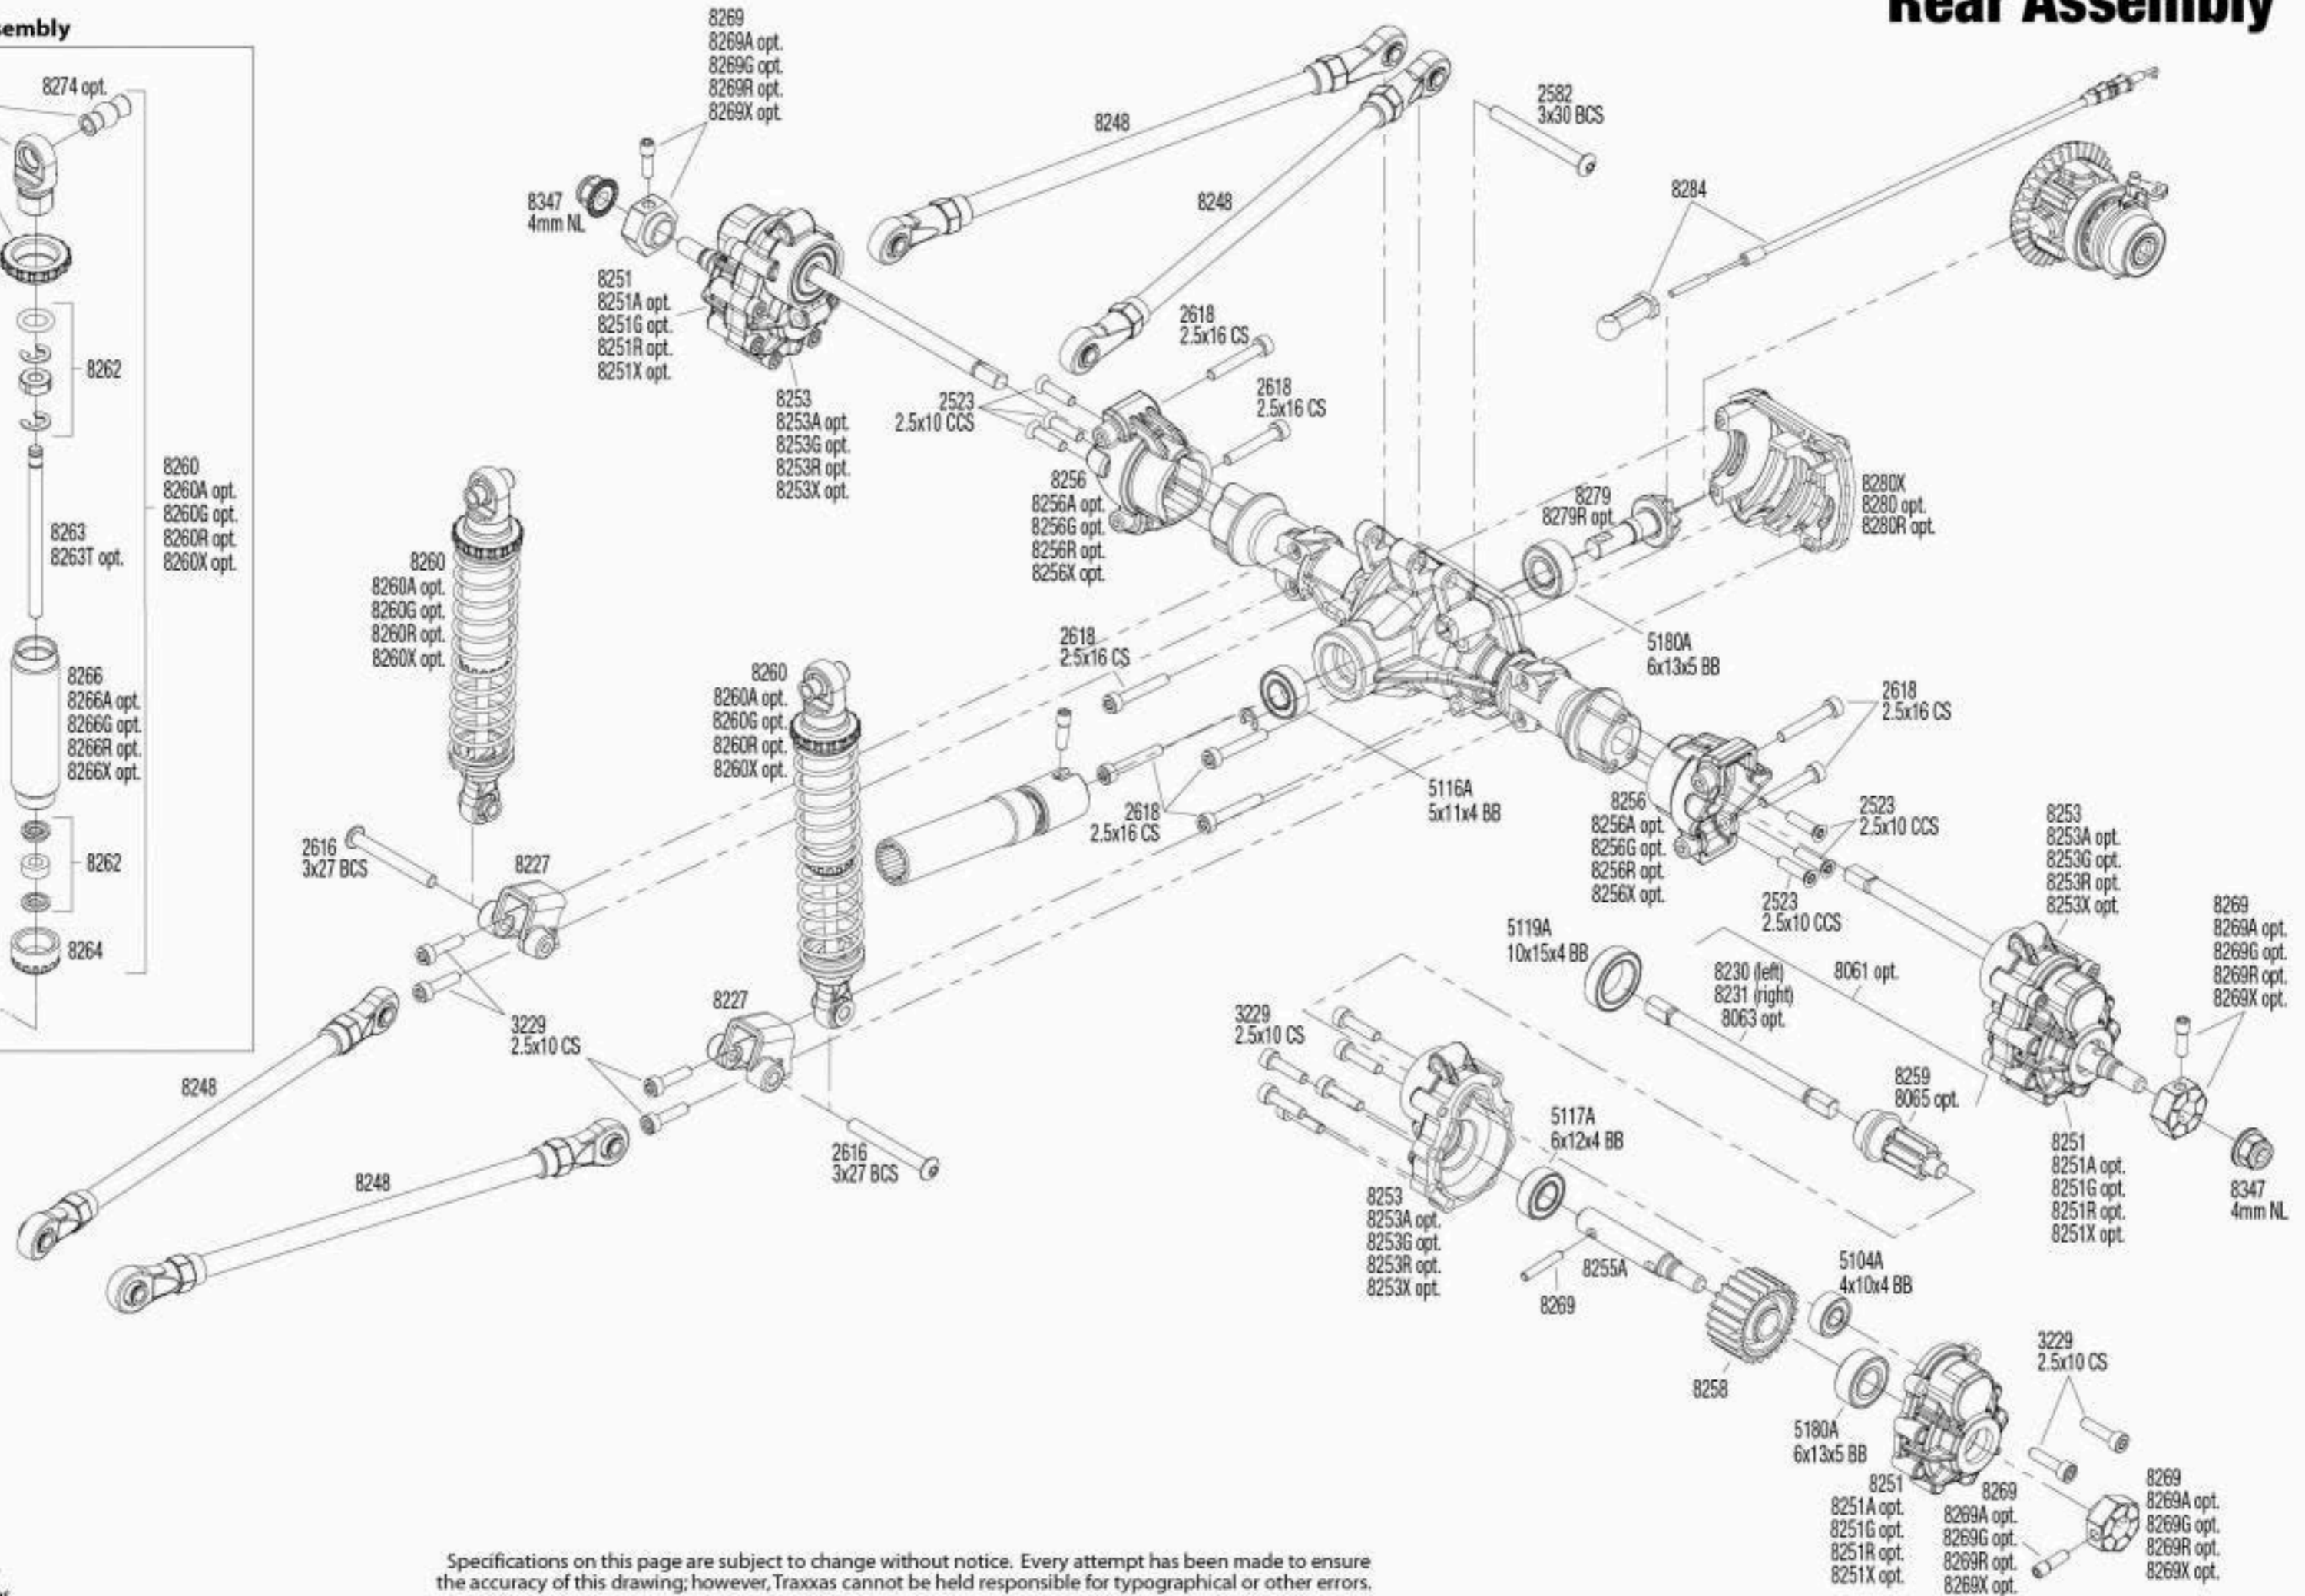 Rear Assembly
sembly
8274 opt.
8262
8263
8263T opt.
8260
8260A opt.
8260G opt.
8260R opt.
8260X opt.
8266
8266A opt.
8266G opt.
8266R opt.
8266X opt.
8262
8264
8269
8269A opt.
8269G opt.
8269R opt.
8269X opt.
8347
4mm NL
8251
8251A opt.
8251G opt.
8251R opt.
8251X opt.
8253
8253A opt.
8253G opt.
8253R opt.
8253X opt.
8248
8248
2582
3x30 BCS
8284
2618
2.5x16 CS
2618
2.5x16 CS
2523
2.5x10 CCS
8256
8256A opt.
8256G opt.
8256R opt.
8256X opt.
8279
8279R opt.
8280X
8280 opt.
8280R opt.
5180A
6x13x5 BB
8260
8260A opt.
8260G opt.
8260R opt.
8260X opt.
8260
8260A opt.
8260G opt.
8260R opt.
8260X opt.
2618
2.5x16 CS
2618
2.5x16 CS
5116A
5x11x4 BB
2618
2.5x16 CS
8256
8256A opt.
8256G opt.
8256R opt.
8256X opt.
2523
2.5x10 CCS
2523
2.5x10 CCS
8253
8253A opt.
8253G opt.
8253R opt.
8253X opt.
8269
8269A opt.
8269G opt.
8269R opt.
8269X opt.
2616
3x27 BCS
8227
8227
3229
2.5x10 CS
8248
8248
2616
3x27 BCS
5119A
10x15x4 BB
8230 (left)
8231 (right)
8063 opt.
8061 opt.
3229
2.5x10 CS
8259
8065 opt.
5117A
6x12x4 BB
8251
8251A opt.
8251G opt.
8251R opt.
8251X opt.
8347
4mm NL
8253
8253A opt.
8253G opt.
8253R opt.
8253X opt.
8255A
8269
5104A
4x10x4 BB
8258
5180A
6x13x5 BB
3229
2.5x10 CS
8251
8251A opt.
8251G opt.
8251R opt.
8251X opt.
8269
8269A opt.
8269G opt.
8269R opt.
8269X opt.
8269
8269A opt.
8269G opt.
8269R opt.
8269X opt.
Specifications on this page are subject to change without notice. Every attempt has been made to ensure
the accuracy of this drawing; however, Traxxas cannot be held responsible for typographical or other errors.